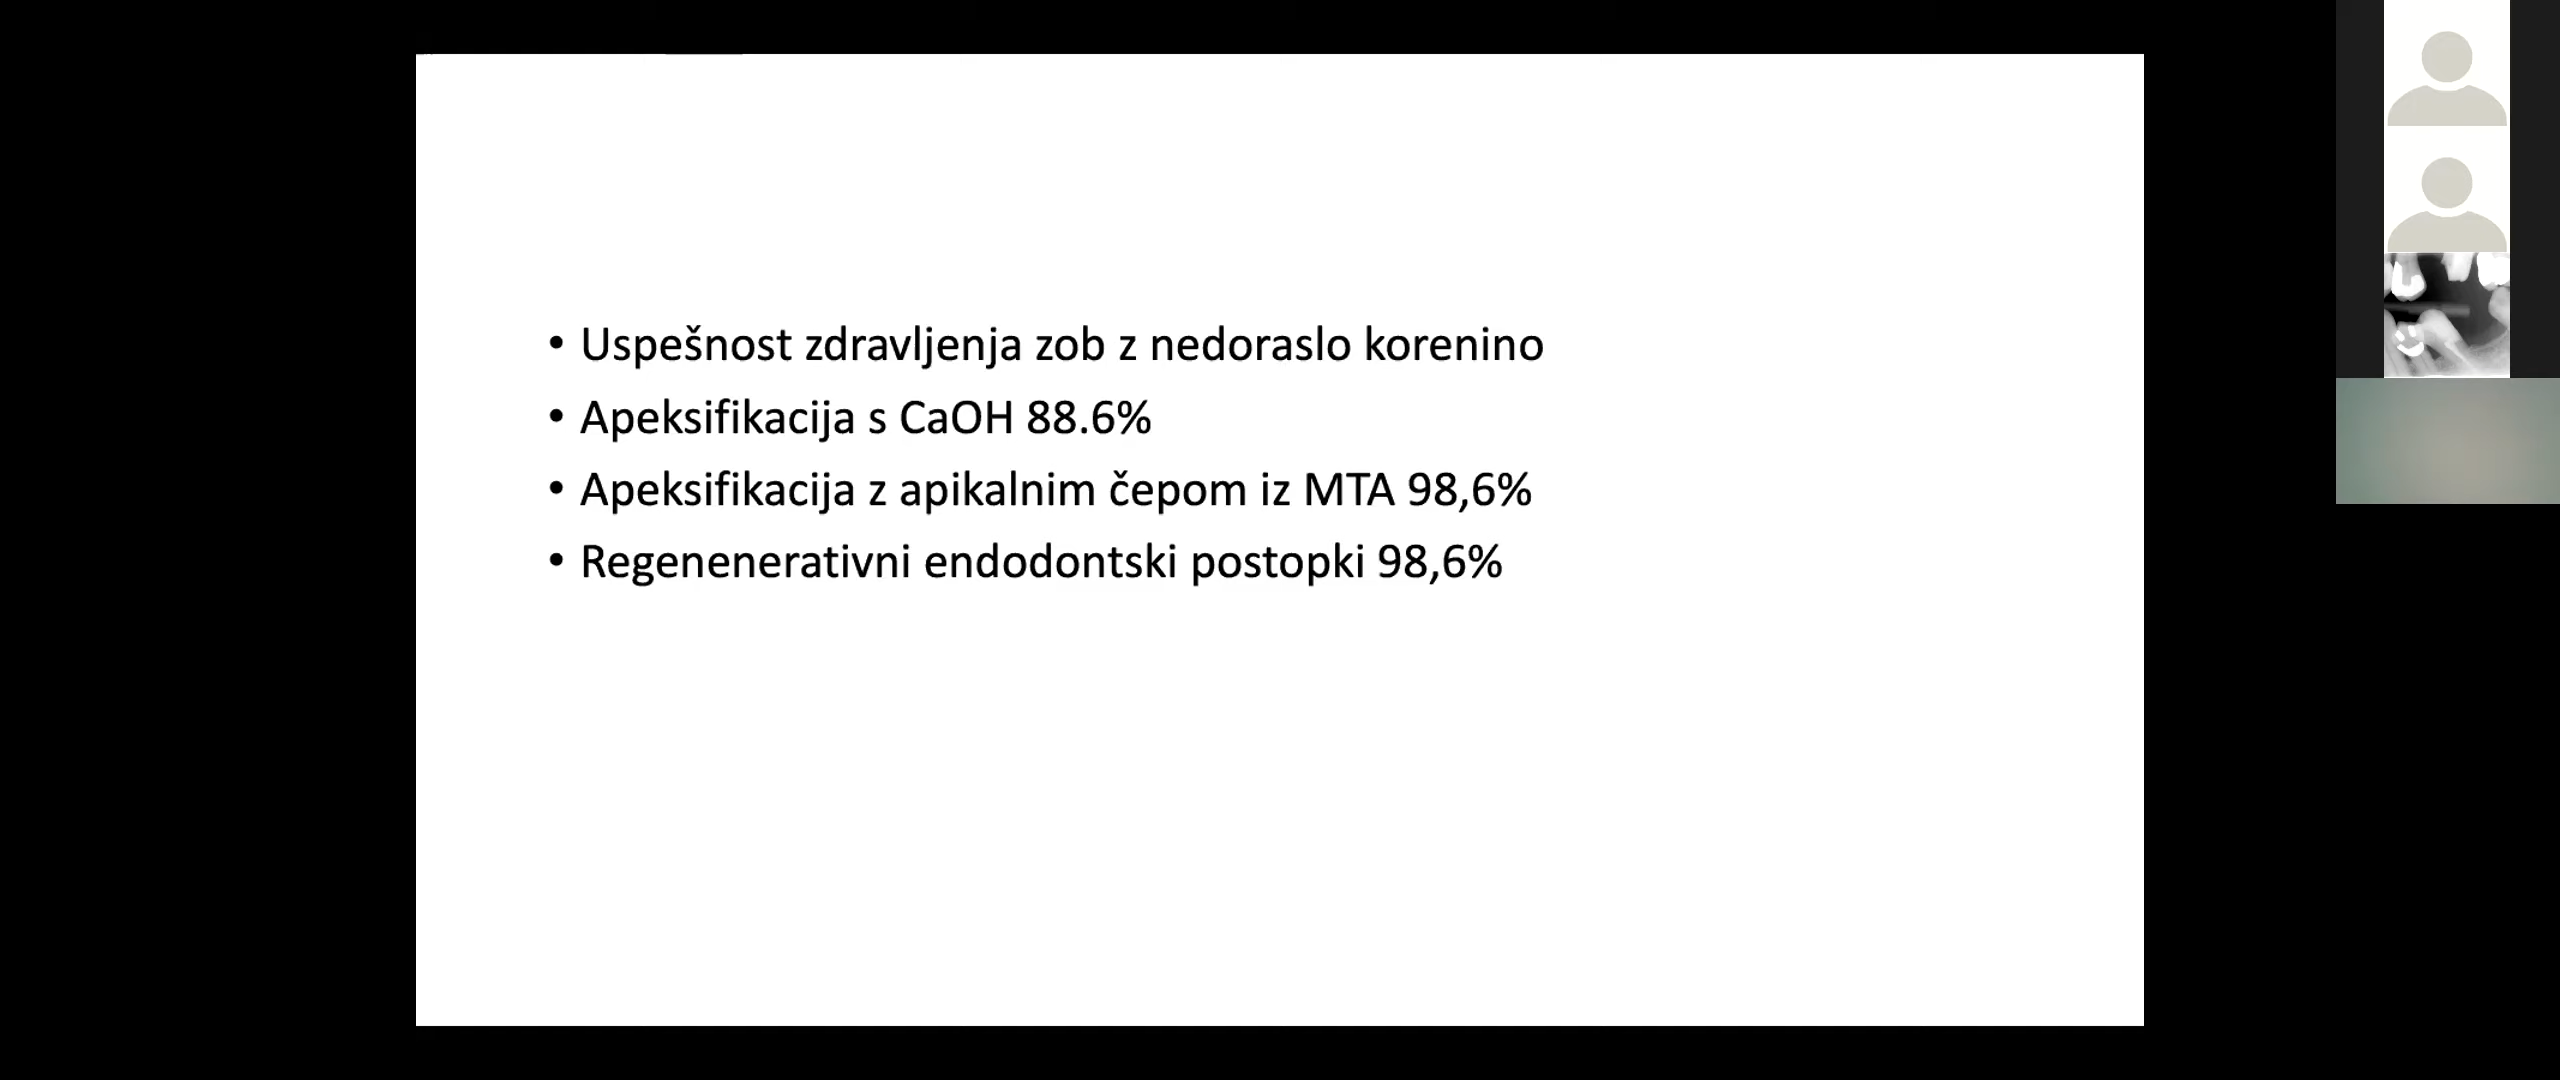 • Uspešnost zdravljenja zob z nedoraslo korenino
• Apeksifikacija s CaOH 88.6%
• Apeksifikacija z apikalnim čepom iz MTA 98,6%
• Regenenerativni endodontski postopki 98,6%